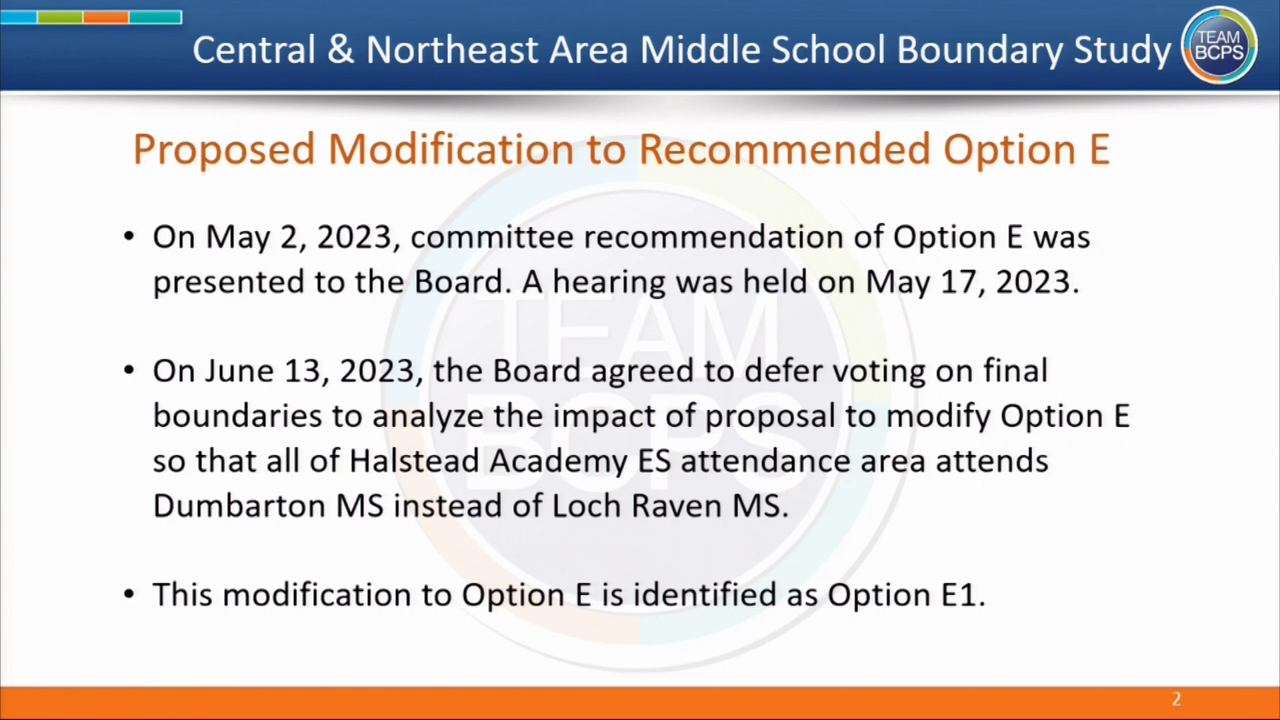 Central & Northeast Area Middle School Boundary Study
TEAM
BCPS
Proposed Modification to Recommended Option E
• On May 2, 2023, committee recommendation of Option E was
presented to the Board. A hearing was held on May 17, 2023.
• On June 13, 2023, the Board agreed to defer voting on final
boundaries to analyze the impact of proposal to modify Option E
so that all of Halstead Academy ES attendance area attends
Dumbarton MS instead of Loch Raven MS.
• This modification to Option E is identified as Option E1.
TEAM
BCPS
2